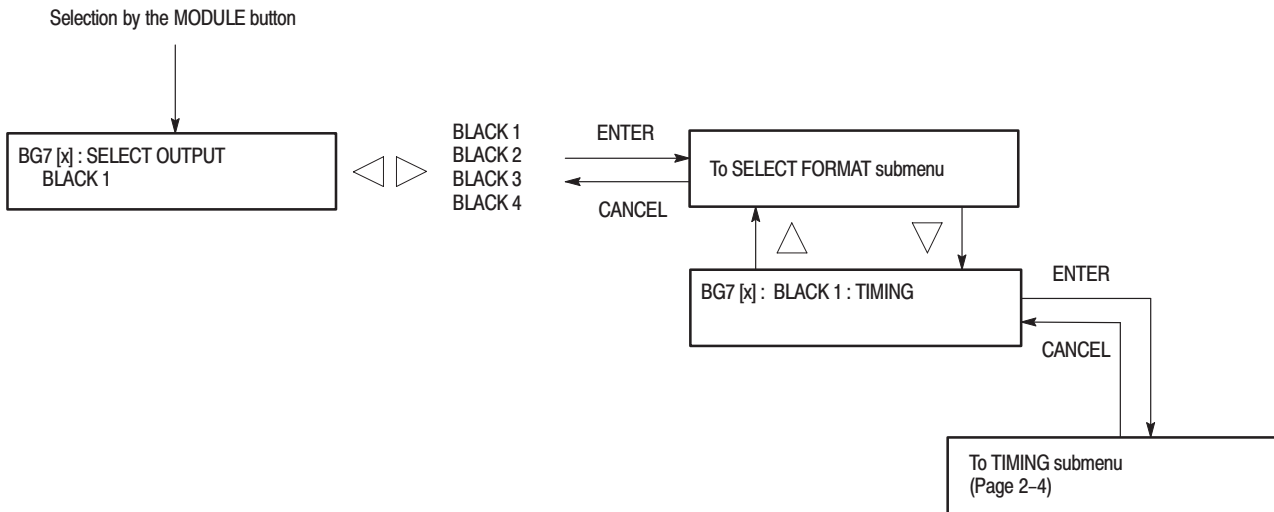 Selection by the MODULE button
BG7 [x] : SELECT OUTPUT
BLACK 1
BLACK 1
BLACK 2
BLACK 3
BLACK 4
ENTER
CANCEL
To SELECT FORMAT submenu
BG7 [x] : BLACK 1 : TIMING
ENTER
CANCEL
To TIMING submenu
(Page 2–4)